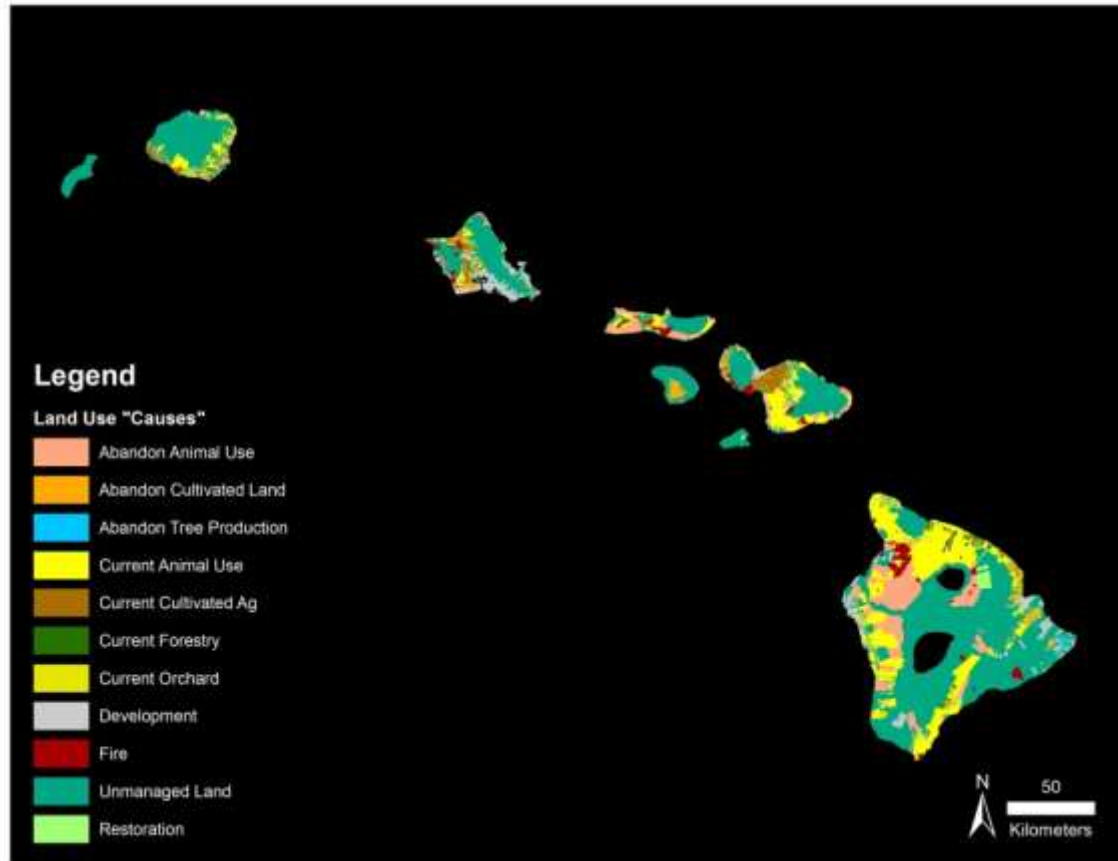 Legend
Land Use "Causes"
Abandon Animal Use
Abandon Cultivated Land
Abandon Tree Production
Current Animal Use
Current Cultivated Ag
Current Forestry
Current Orchard
Development
Fire
Unmanaged Land
Restoration
N
50
Kilometers